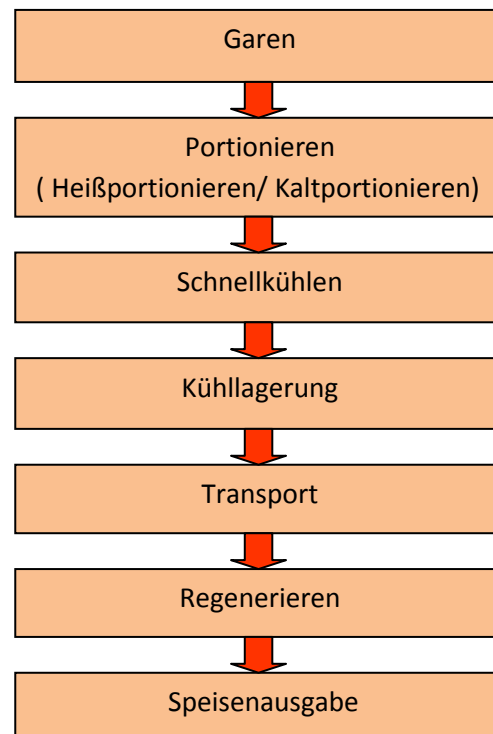 Garen
Portionieren
( Heißportionieren/ Kaltportionieren)
Schnellkühlen
Kühllagerung
Transport
Regenerieren
Speisenausgabe